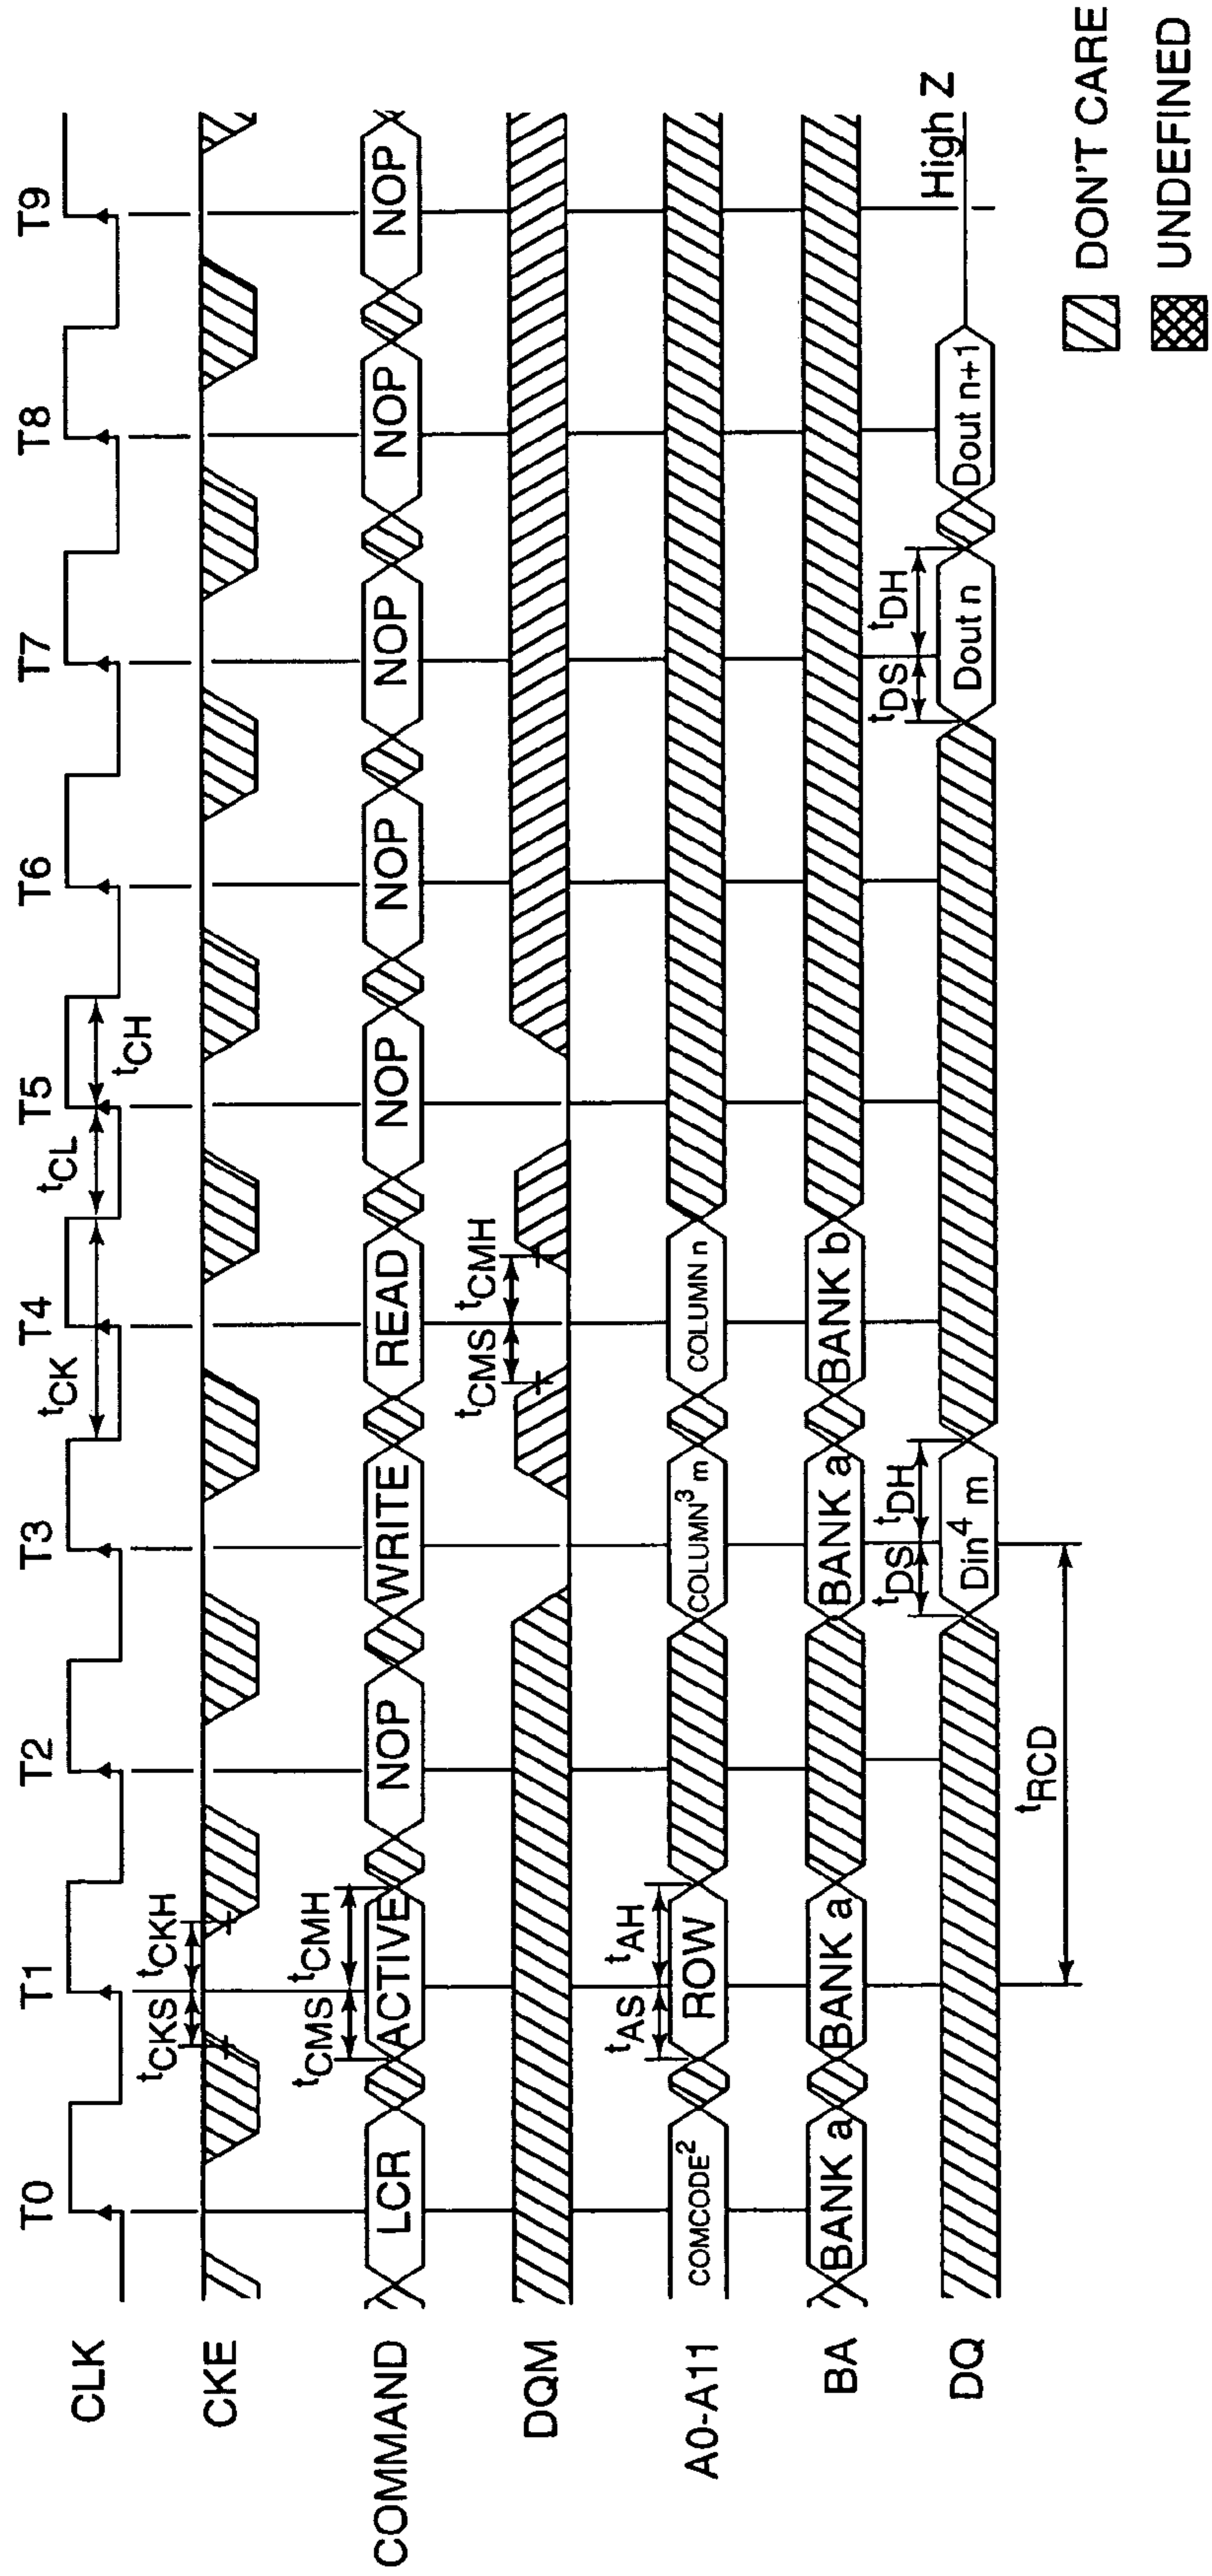 T0 T1 T2 T3 T4 T5 T6 T7 T8 T9
CLK
tCK tCL tCH
CKE
tCKS tCKH
COMMAND LCR ACTIVE NOP WRITE READ NOP NOP NOP NOP NOP
tCMS tCMH
DQM
tCMS tCMH
A0-A11 COMCODE² ROW COLUMN³ m COLUMN n
tAS tAH
BA BANK a BANK a BANK a BANK b
tDS tDH tDS tDH
DQ Din⁴ m Dout n Dout n+1 High Z
tRCD
DON'T CARE
UNDEFINED